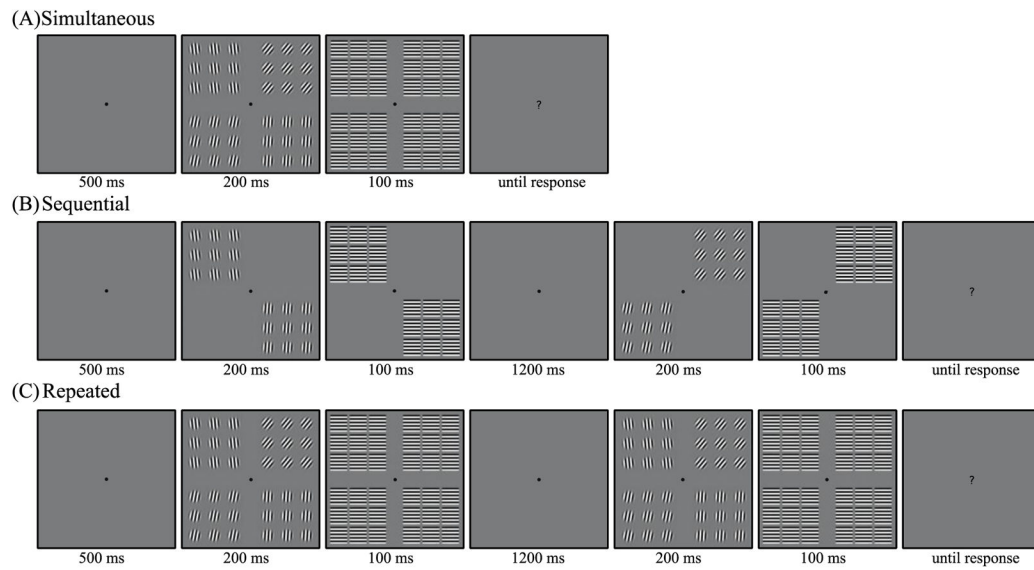 (A) Simultaneous
?
500 ms 200 ms 100 ms until response
(B) Sequential
?
500 ms 200 ms 100 ms 1200 ms 200 ms 100 ms until response
(C) Repeated
?
500 ms 200 ms 100 ms 1200 ms 200 ms 100 ms until response